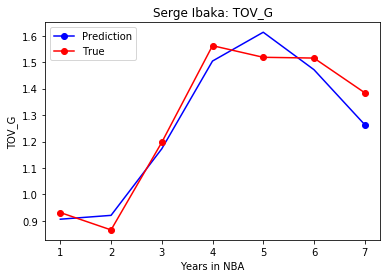 Serge Ibaka: TOV_G
Prediction
True
1.6
1.5
1.4
1.3
1.2
1.1
1.0
0.9
TOV_G
1 2 3 4 5 6 7
Years in NBA